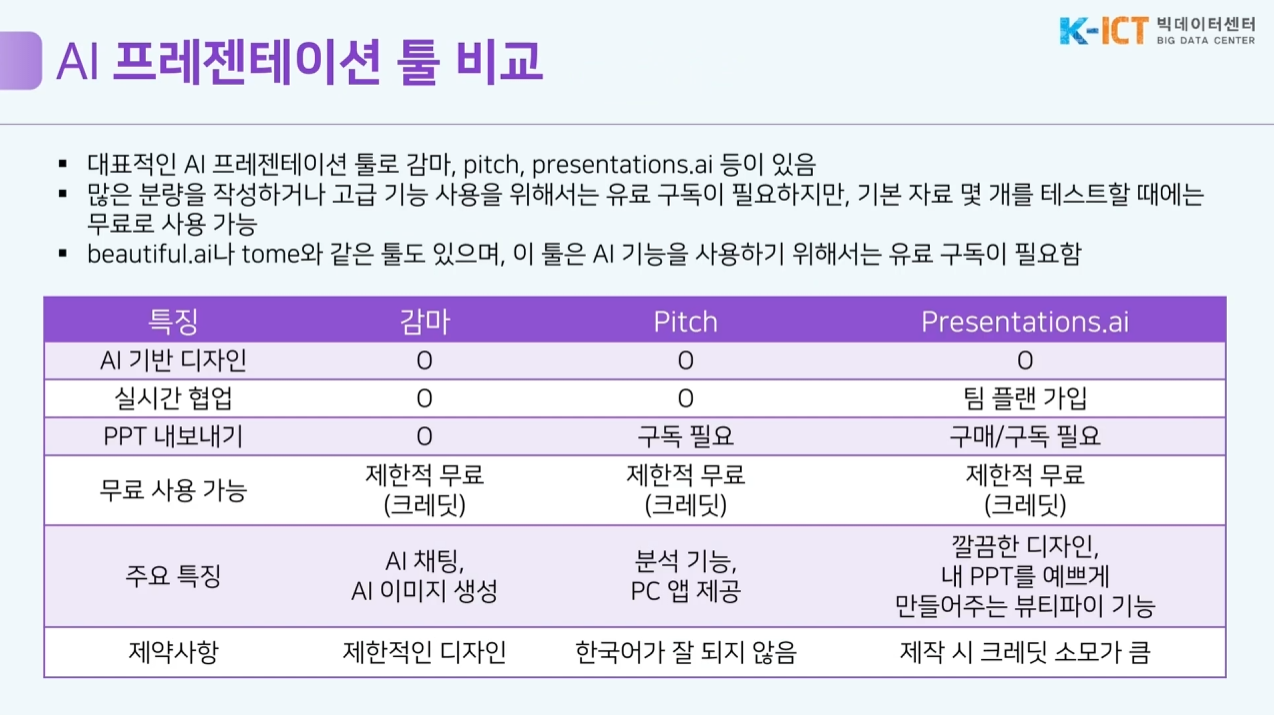 K-ICT 빅데이터센터
BIG DATA CENTER
AI 프레젠테이션 툴 비교
▪ 대표적인 AI 프레젠테이션 툴로 감마, pitch, presentations.ai 등이 있음
▪ 많은 분량을 작성하거나 고급 기능 사용을 위해서는 유료 구독이 필요하지만, 기본 자료 몇 개를 테스트할 때에는
무료로 사용 가능
▪ beautiful.ai나 tome와 같은 툴도 있으며, 이 툴은 AI 기능을 사용하기 위해서는 유료 구독이 필요함
특징 감마 Pitch Presentations.ai
AI 기반 디자인 O O O
실시간 협업 O O 팀 플랜 가입
PPT 내보내기 O 구독 필요 구매/구독 필요
무료 사용 가능 제한적 무료 제한적 무료 제한적 무료
(크레딧) (크레딧) (크레딧)
주요 특징 AI 채팅, 분석 기능, 깔끔한 디자인,
AI 이미지 생성 PC 앱 제공 내 PPT를 예쁘게
만들어주는 뷰티파이 기능
제약사항 제한적인 디자인 한국어가 잘 되지 않음 제작 시 크레딧 소모가 큼